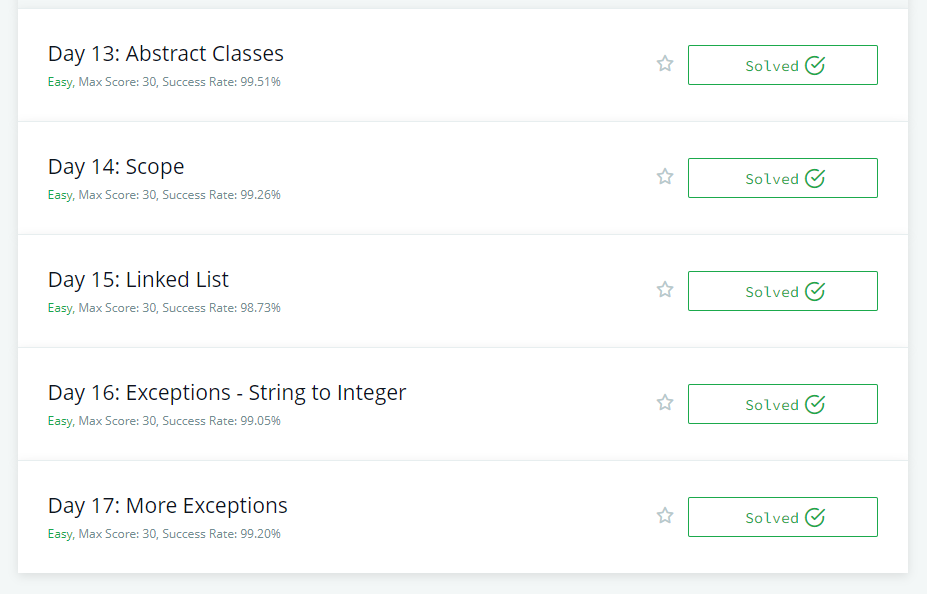 Day 13: Abstract Classes
Easy, Max Score: 30, Success Rate: 99.51%
Solved
Day 14: Scope
Easy, Max Score: 30, Success Rate: 99.26%
Solved
Day 15: Linked List
Easy, Max Score: 30, Success Rate: 98.73%
Solved
Day 16: Exceptions - String to Integer
Easy, Max Score: 30, Success Rate: 99.05%
Solved
Day 17: More Exceptions
Easy, Max Score: 30, Success Rate: 99.20%
Solved